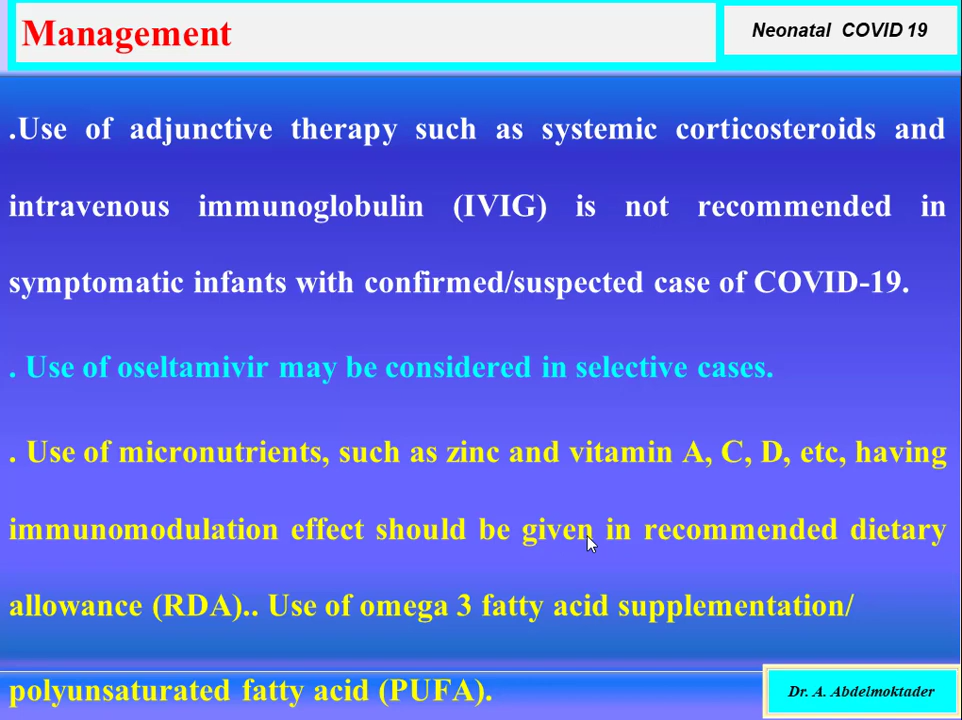 Management
Neonatal COVID 19
.Use of adjunctive therapy such as systemic corticosteroids and
intravenous immunoglobulin (IVIG) is not recommended in
symptomatic infants with confirmed/suspected case of COVID-19.
. Use of oseltamivir may be considered in selective cases.
. Use of micronutrients, such as zinc and vitamin A, C, D, etc, having
immunomodulation effect should be given in recommended dietary
allowance (RDA).. Use of omega 3 fatty acid supplementation/
polyunsaturated fatty acid (PUFA).
Dr. A. Abdelmoktader